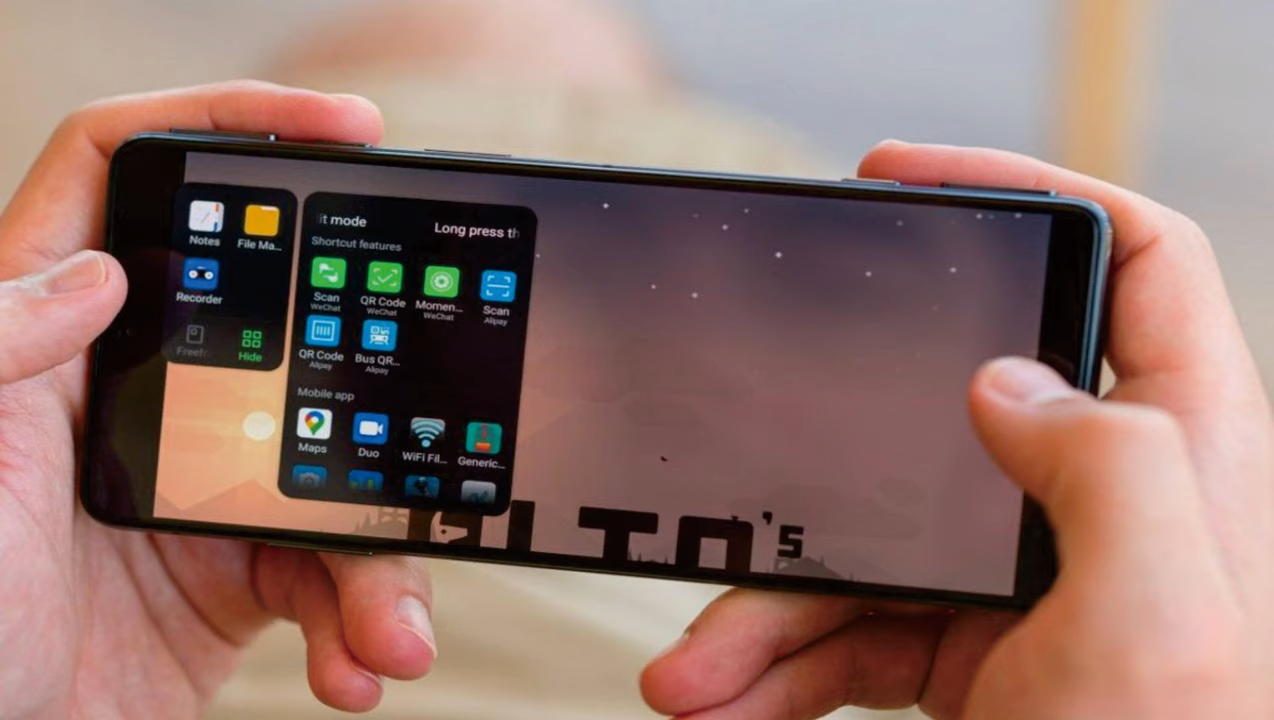 Notes
File Ma...
Recorder
Hide
it mode
Long press th
Shortcut features
Scan
WeChat
QR Code
WeChat
Momen...
WeChat
Scan
Alipay
QR Code
Alipay
Bus QR...
Alipay
Mobile app
Maps
Duo
WiFi Fil...
Generic...
ALTO's